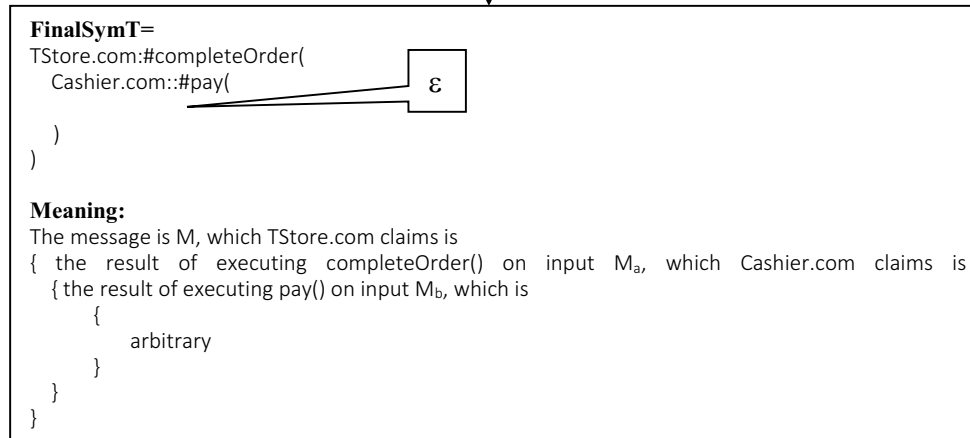 FinalSymT=
TStore.com:#completeOrder(
Cashier.com::#pay(
ε
)
)
Meaning:
The message is M, which TStore.com claims is
{ the result of executing completeOrder() on input Ma, which Cashier.com claims is
{ the result of executing pay() on input Mb, which is
{
arbitrary
}
}
}